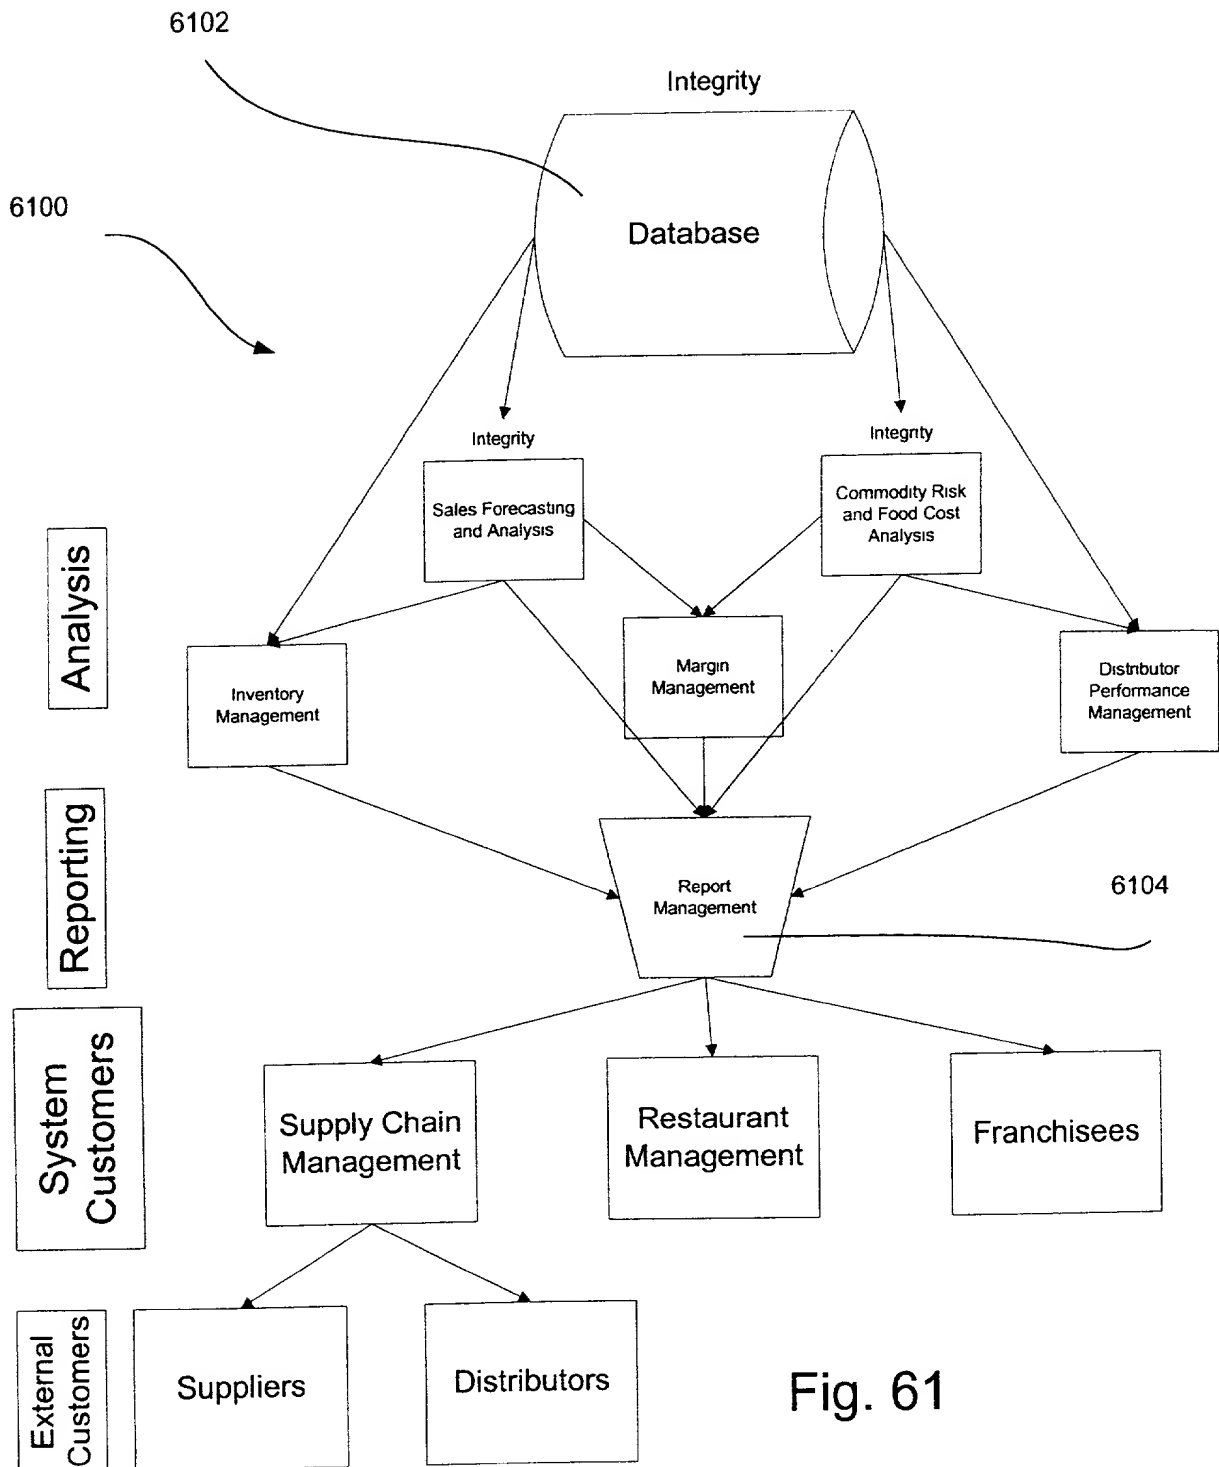 6102
Integrity
6100
Database
Integrity
Integrity
Sales Forecasting
and Analysis
Commodity Risk
and Food Cost
Analysis
Analysis
Inventory
Management
Margin
Management
Distributor
Performance
Management
Reporting
Report
Management
6104
System
Customers
Supply Chain
Management
Restaurant
Management
Franchisees
External
Customers
Suppliers
Distributors
Fig. 61